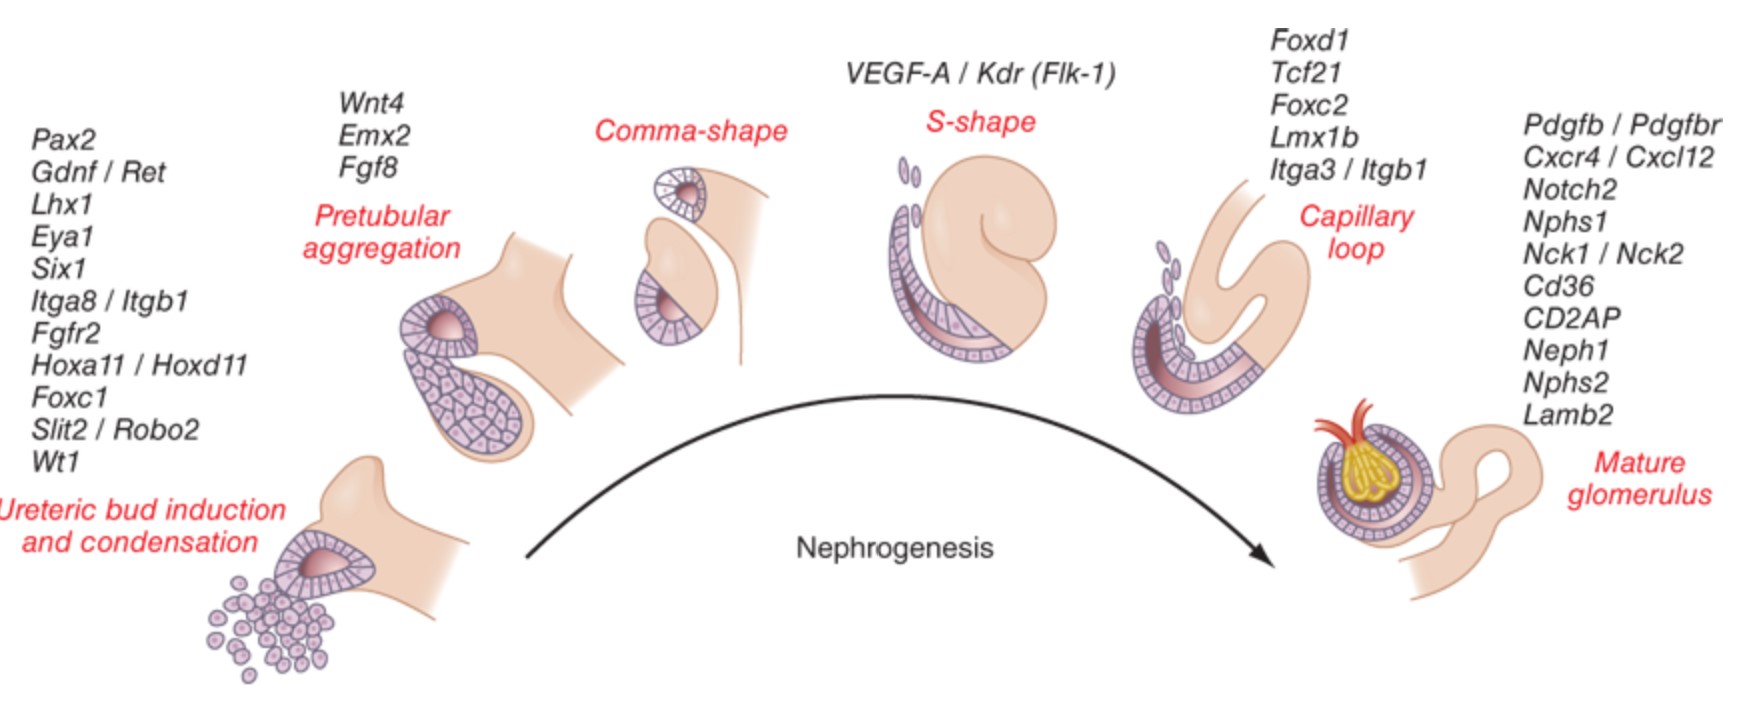 Pax2
Gdnf / Ret
Lhx1
Eya1
Six1
Itga8 / Itgb1
Fgfr2
Hoxa11 / Hoxd11
Foxc1
Slit2 / Robo2
Wt1
Ureteric bud induction
and condensation
Wnt4
Emx2
Fgf8
Pretubular
aggregation
Comma-shape
VEGF-A / Kdr (Flk-1)
S-shape
Foxd1
Tcf21
Foxc2
Lmx1b
Itga3 / Itgb1
Capillary
loop
Pdgfb / Pdgfbr
Cxcr4 / Cxcl12
Notch2
Nphs1
Nck1 / Nck2
Cd36
CD2AP
Neph1
Nphs2
Lamb2
Mature
glomerulus
Nephrogenesis